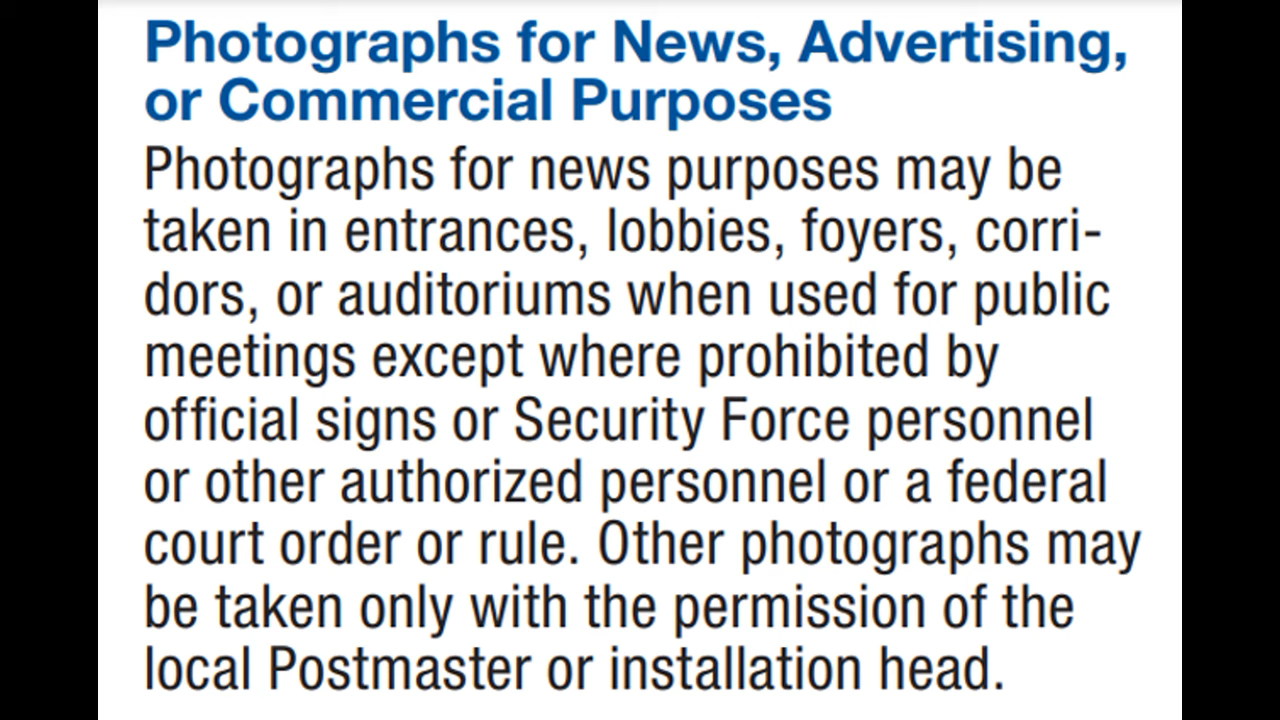 Photographs for News, Advertising,
or Commercial Purposes
Photographs for news purposes may be
taken in entrances, lobbies, foyers, corri-
dors, or auditoriums when used for public
meetings except where prohibited by
official signs or Security Force personnel
or other authorized personnel or a federal
court order or rule. Other photographs may
be taken only with the permission of the
local Postmaster or installation head.